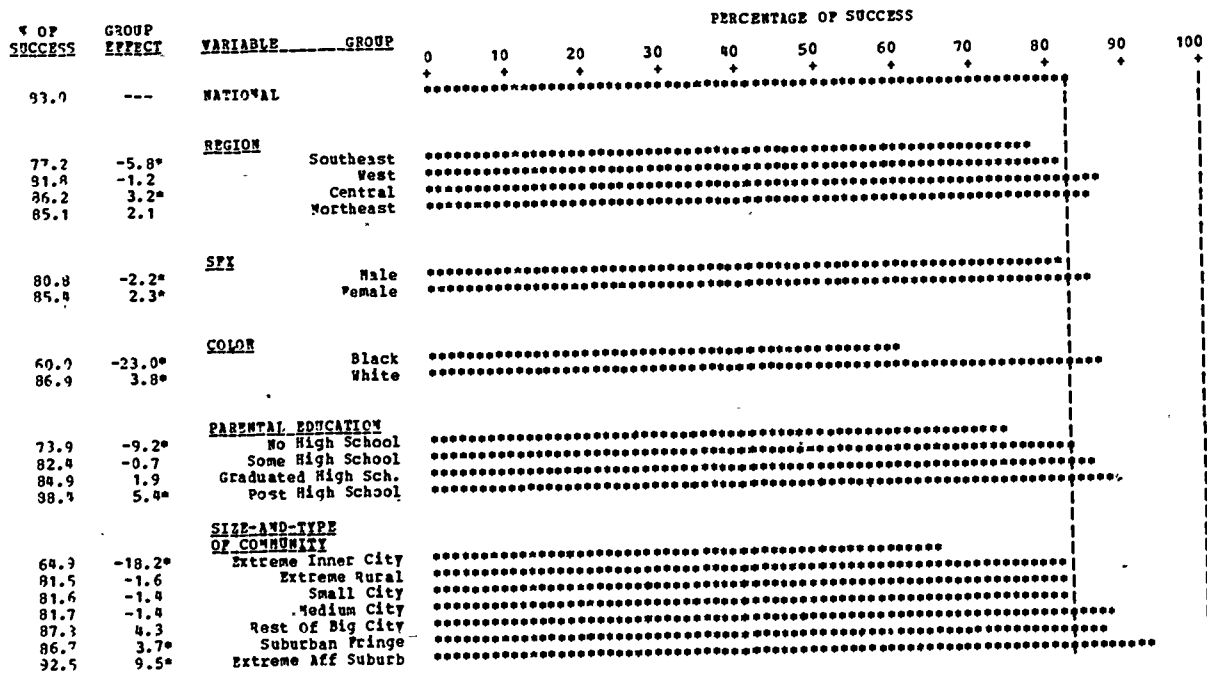 PERCENTAGE OF SUCCESS
% OF GROUP
SUCCESS EFFECT VARIABLE GROUP 0 10 20 30 40 50 60 70 80 90 100
+ + + + + + + + + + +
83.0 --- NATIONAL
REGION
77.2 -5.8* Southeast
81.8 -1.2 West
86.2 3.2* Central
85.1 2.1 Northeast
SEX
80.8 -2.2* Male
85.4 2.3* Female
COLOR
60.0 -23.0* Black
86.9 3.8* White
PARENTAL EDUCATION
73.9 -9.2* No High School
82.4 -0.7 Some High School
84.9 1.9 Graduated High Sch.
88.4 5.4* Post High School
SIZE-AND-TYPE
OF COMMUNITY
64.9 -18.2* Extreme Inner City
81.5 -1.6 Extreme Rural
81.6 -1.4 Small City
81.7 -1.4 Medium City
87.3 4.3 Rest Of Big City
86.7 3.7* Suburban Fringe
92.5 9.5* Extreme Aff Suburb